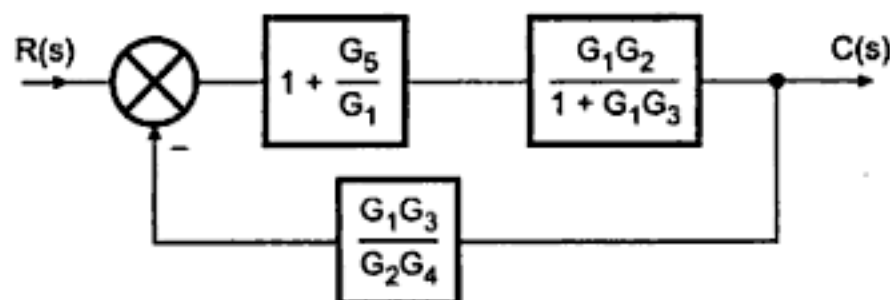 R(s)
1 + G5/G1
G1G2
1 + G1G3
C(s)
–
G1G3
G2G4